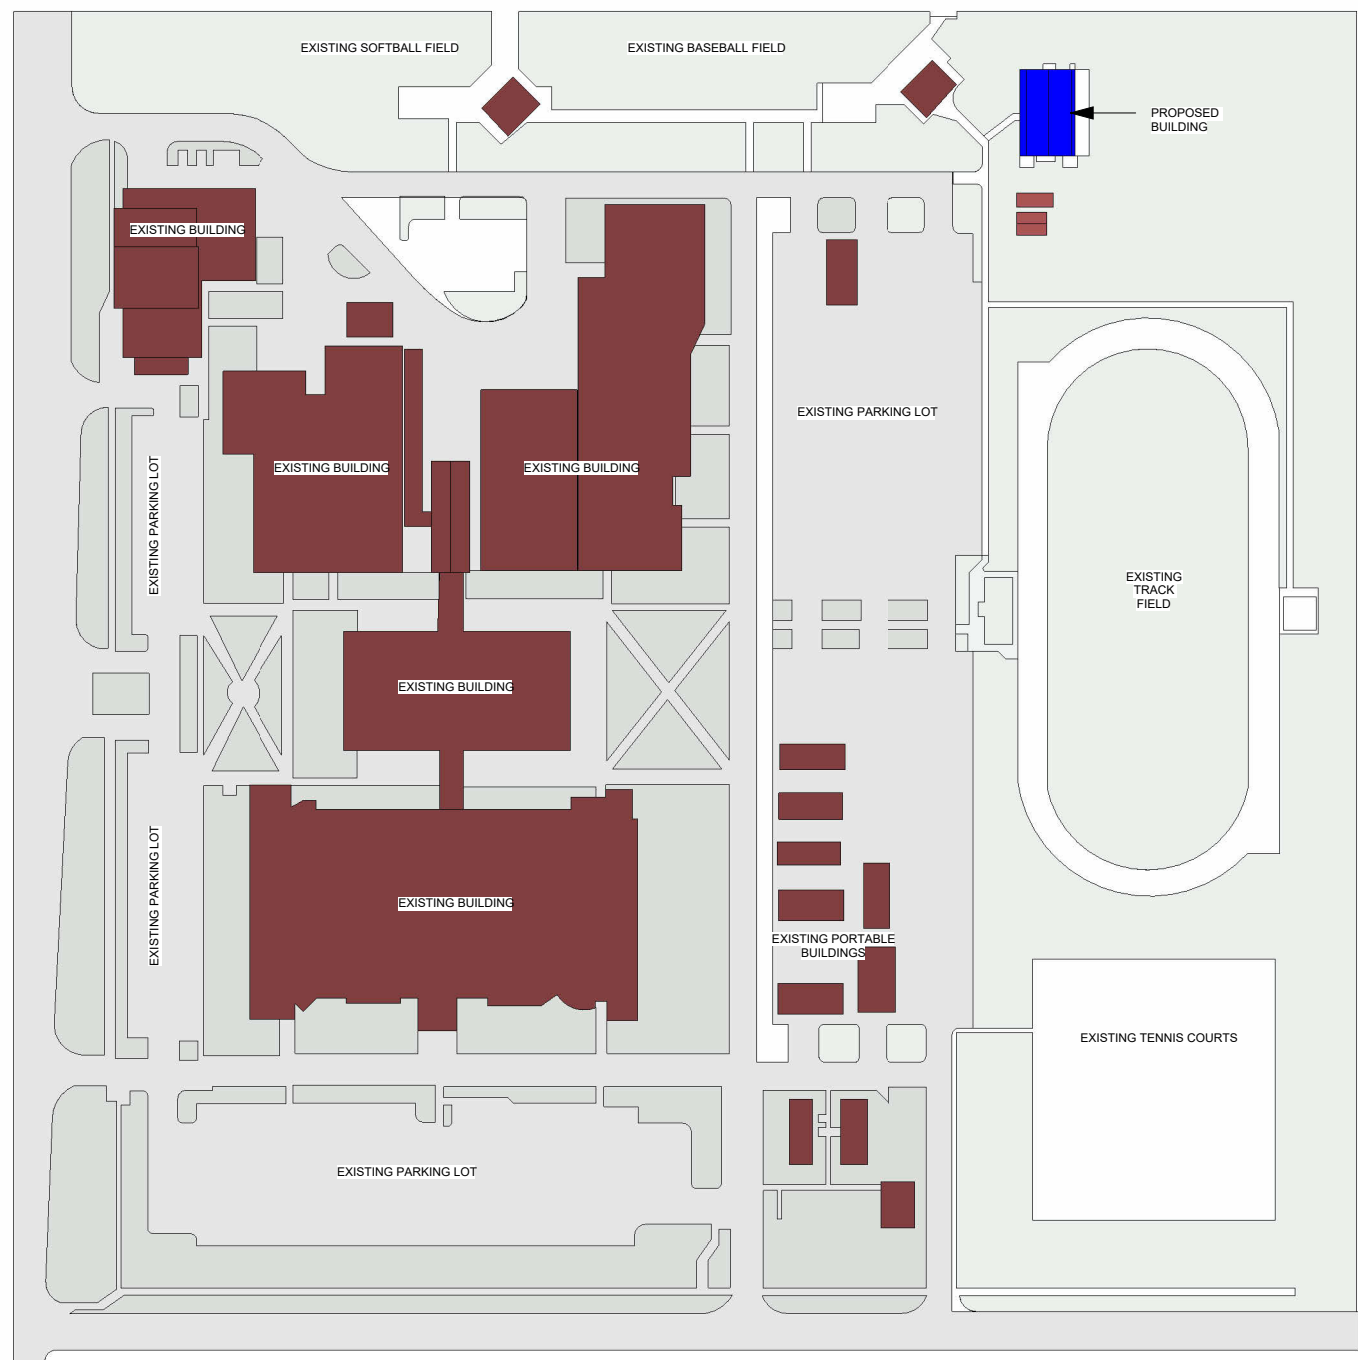 EXISTING SOFTBALL FIELD
EXISTING BASEBALL FIELD
PROPOSED
BUILDING
EXISTING BUILDING
EXISTING PARKING LOT
EXISTING BUILDING
EXISTING BUILDING
EXISTING PARKING LOT
EXISTING
TRACK
FIELD
EXISTING BUILDING
EXISTING PARKING LOT
EXISTING BUILDING
EXISTING PORTABLE
BUILDINGS
EXISTING TENNIS COURTS
EXISTING PARKING LOT